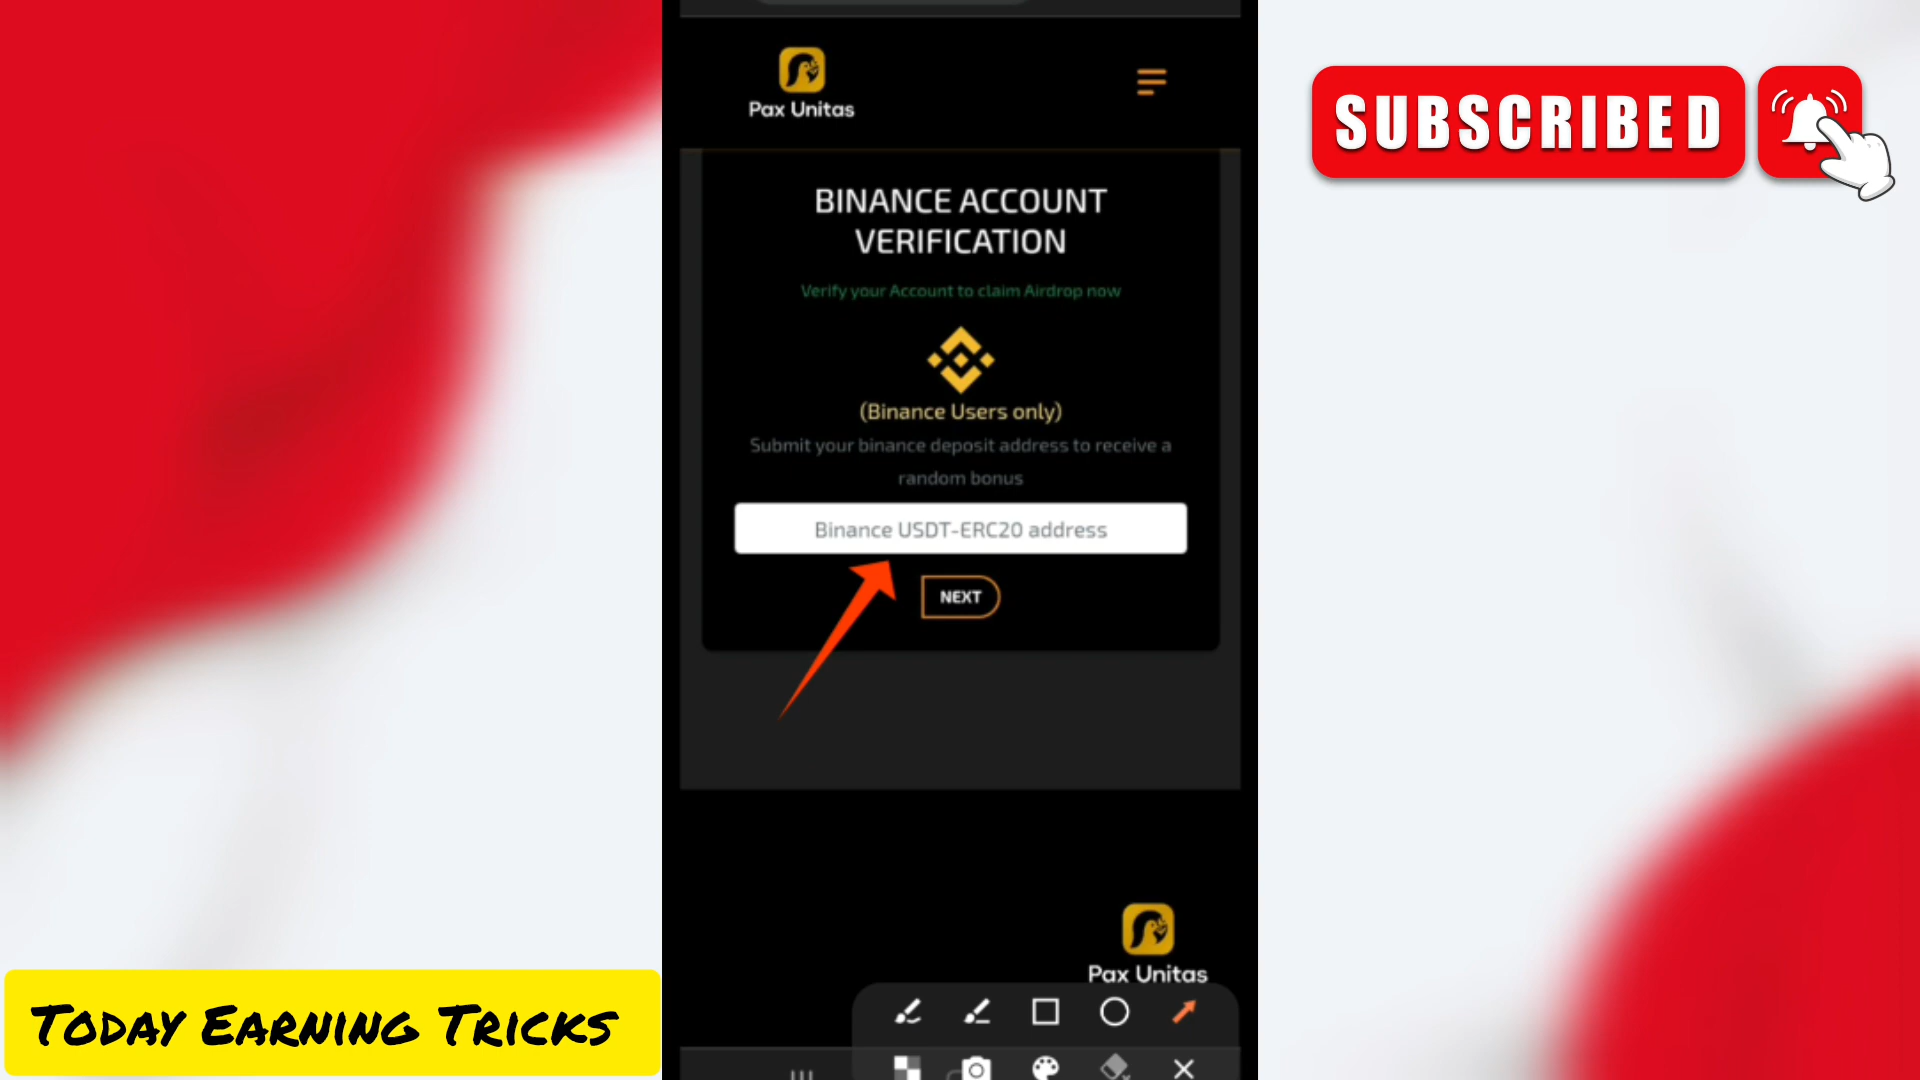 Pax Unitas
SUBSCRIBED
BINANCE ACCOUNT
VERIFICATION
Verify your Account to claim Airdrop now
(Binance Users only)
Submit your binance deposit address to receive a
random bonus
Binance USDT-ERC20 address
NEXT
Pax Unitas
TODAY EARNING TRICKS